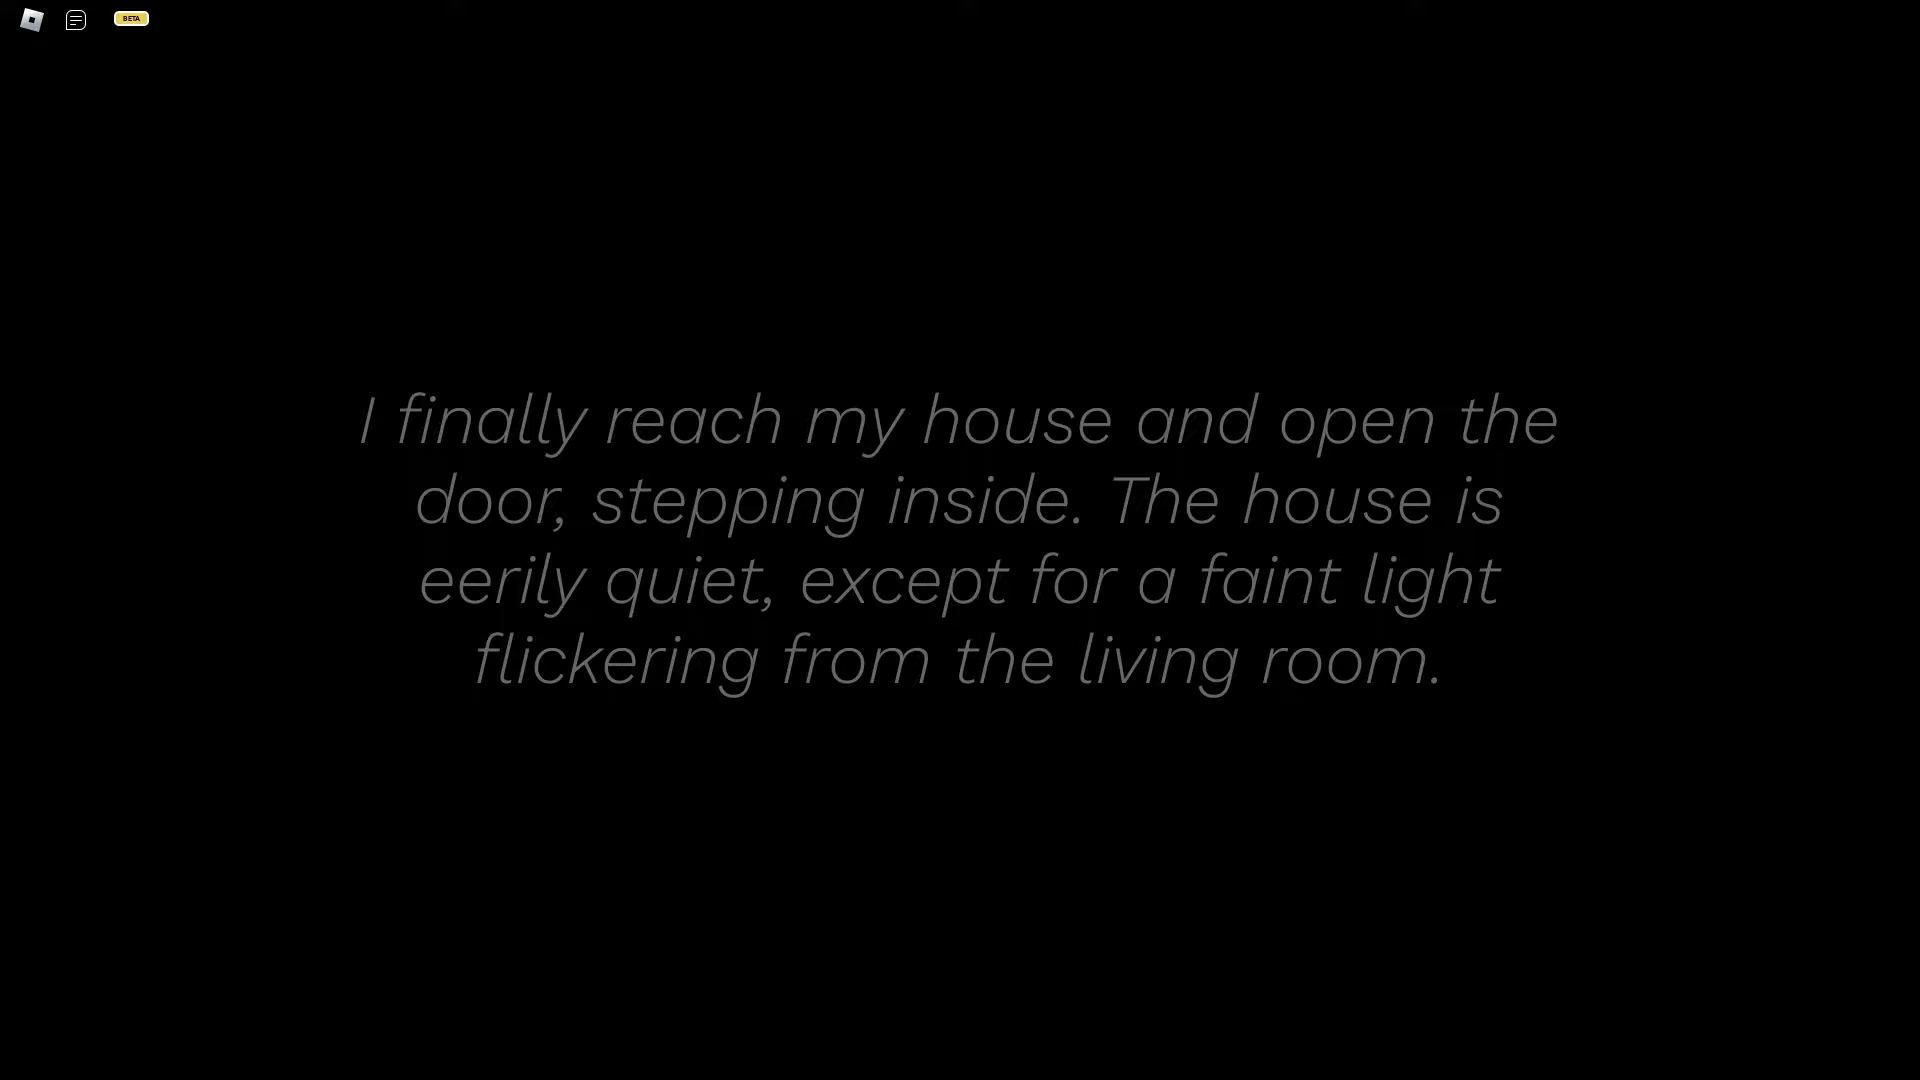 BETA
I finally reach my house and open the
door, stepping inside. The house is
eerily quiet, except for a faint light
flickering from the living room.